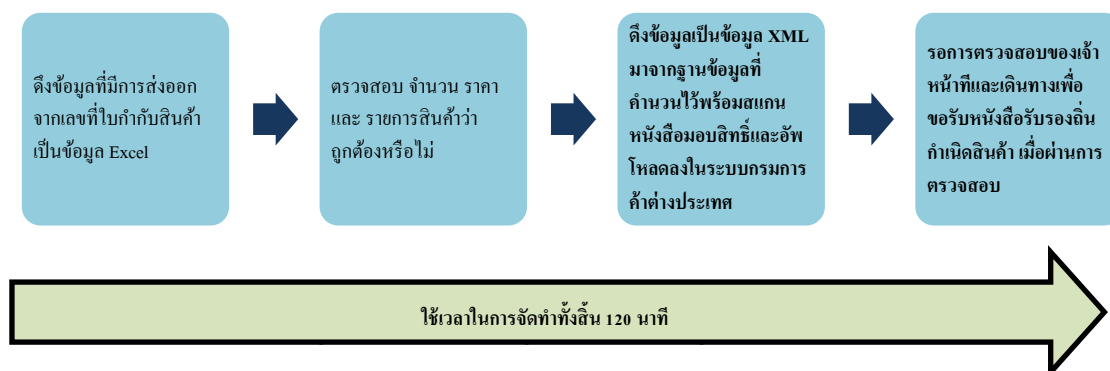 ดึงข้อมูลที่มีการส่งออก
จากเลขที่ใบกำกับสินค้า
เป็นข้อมูล Excel
ตรวจสอบ จำนวน ราคา
และ รายการสินค้าว่า
ถูกต้องหรือไม่
ดึงข้อมูลเป็นข้อมูล XML
มาจากฐานข้อมูลที่
คำนวนไว้พร้อมสแกน
หนังสือมอบสิทธิ์และอัพ
โหลดลงในระบบกรมการ
ค้าต่างประเทศ
รอการตรวจสอบของเจ้า
หน้าที่และเดินทางเพื่อ
ขอรับหนังสือรับรองถิ่น
กำเนิดสินค้า เมื่อผ่านการ
ตรวจสอบ
ใช้เวลาในการจัดทำทั้งสิ้น 120 นาที